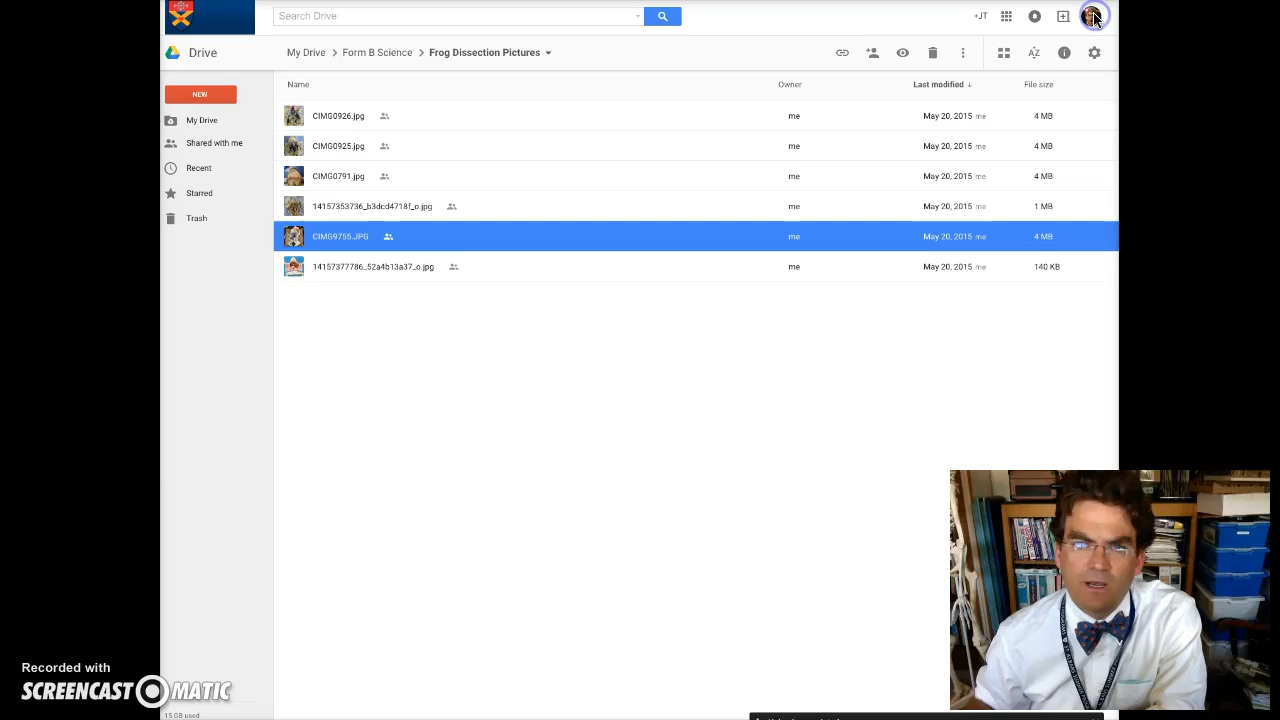 Search Drive
+JT
Drive
My Drive > Form B Science > Frog Dissection Pictures
Name Owner Last modified ↓ File size
NEW
My Drive
Shared with me
Recent
Starred
Trash
CIMG0926.jpg me May 20, 2015 me 4 MB
CIMG0925.jpg me May 20, 2015 me 4 MB
CIMG0791.jpg me May 20, 2015 me 4 MB
14157353736_b3dcd4718f_o.jpg me May 20, 2015 me 1 MB
CIMG9755.JPG me May 20, 2015 me 4 MB
14157377786_52a4b13a37_o.jpg me May 20, 2015 me 140 KB
Recorded with
SCREENCAST-O-MATIC
15 GB used